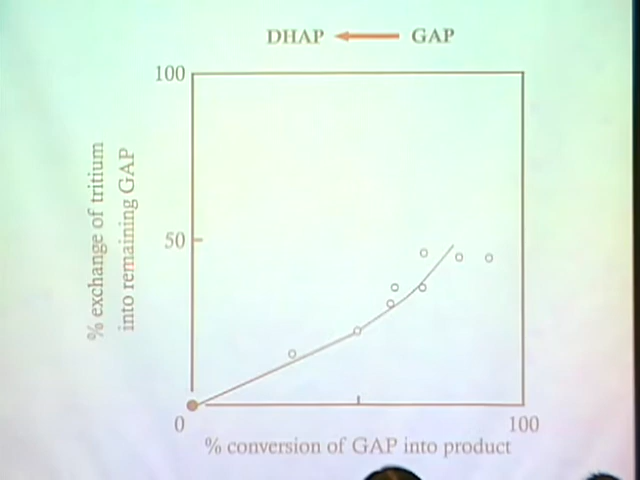 DHAP ← GAP
100
% exchange of tritium
into remaining GAP
50
0
100
% conversion of GAP into product